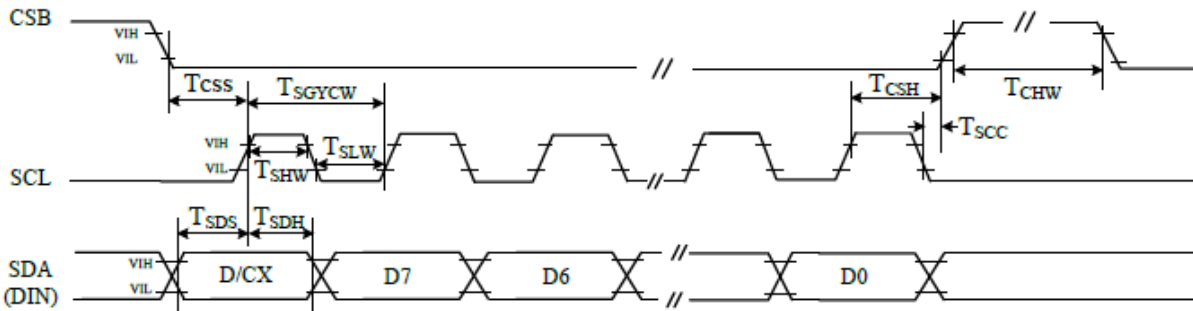 CSB
VIH
VIL
Tcss
TSGYCW
TCSH
TCHW
TSCC
SCL
VIH
VIL
TSHW
TSLW
TSDS
TSDH
SDA
(DIN)
VIH
VIL
D/CX
D7
D6
D0